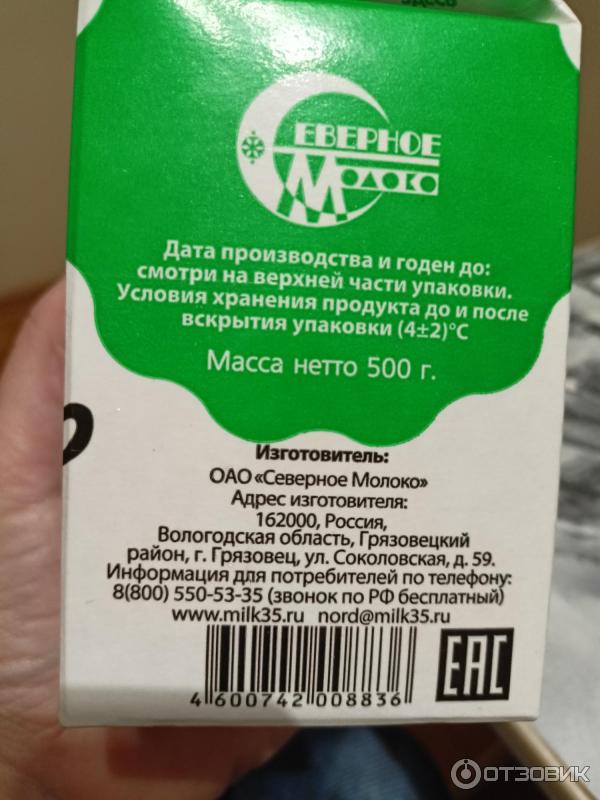 ЗДЕСЬ
СЕВЕРНОЕ
МОЛОКО
Дата производства и годен до:
смотри на верхней части упаковки.
Условия хранения продукта до и после
вскрытия упаковки (4±2)°С
Масса нетто 500 г.
Изготовитель:
ОАО «Северное Молоко»
Адрес изготовителя:
162000, Россия,
Вологодская область, Грязовецкий
район, г. Грязовец, ул. Соколовская, д. 59.
Информация для потребителей по телефону:
8(800) 550-53-35 (звонок по РФ бесплатный)
www.milk35.ru nord@milk35.ru
4 600742 008836
EAC
ОТЗОВИК